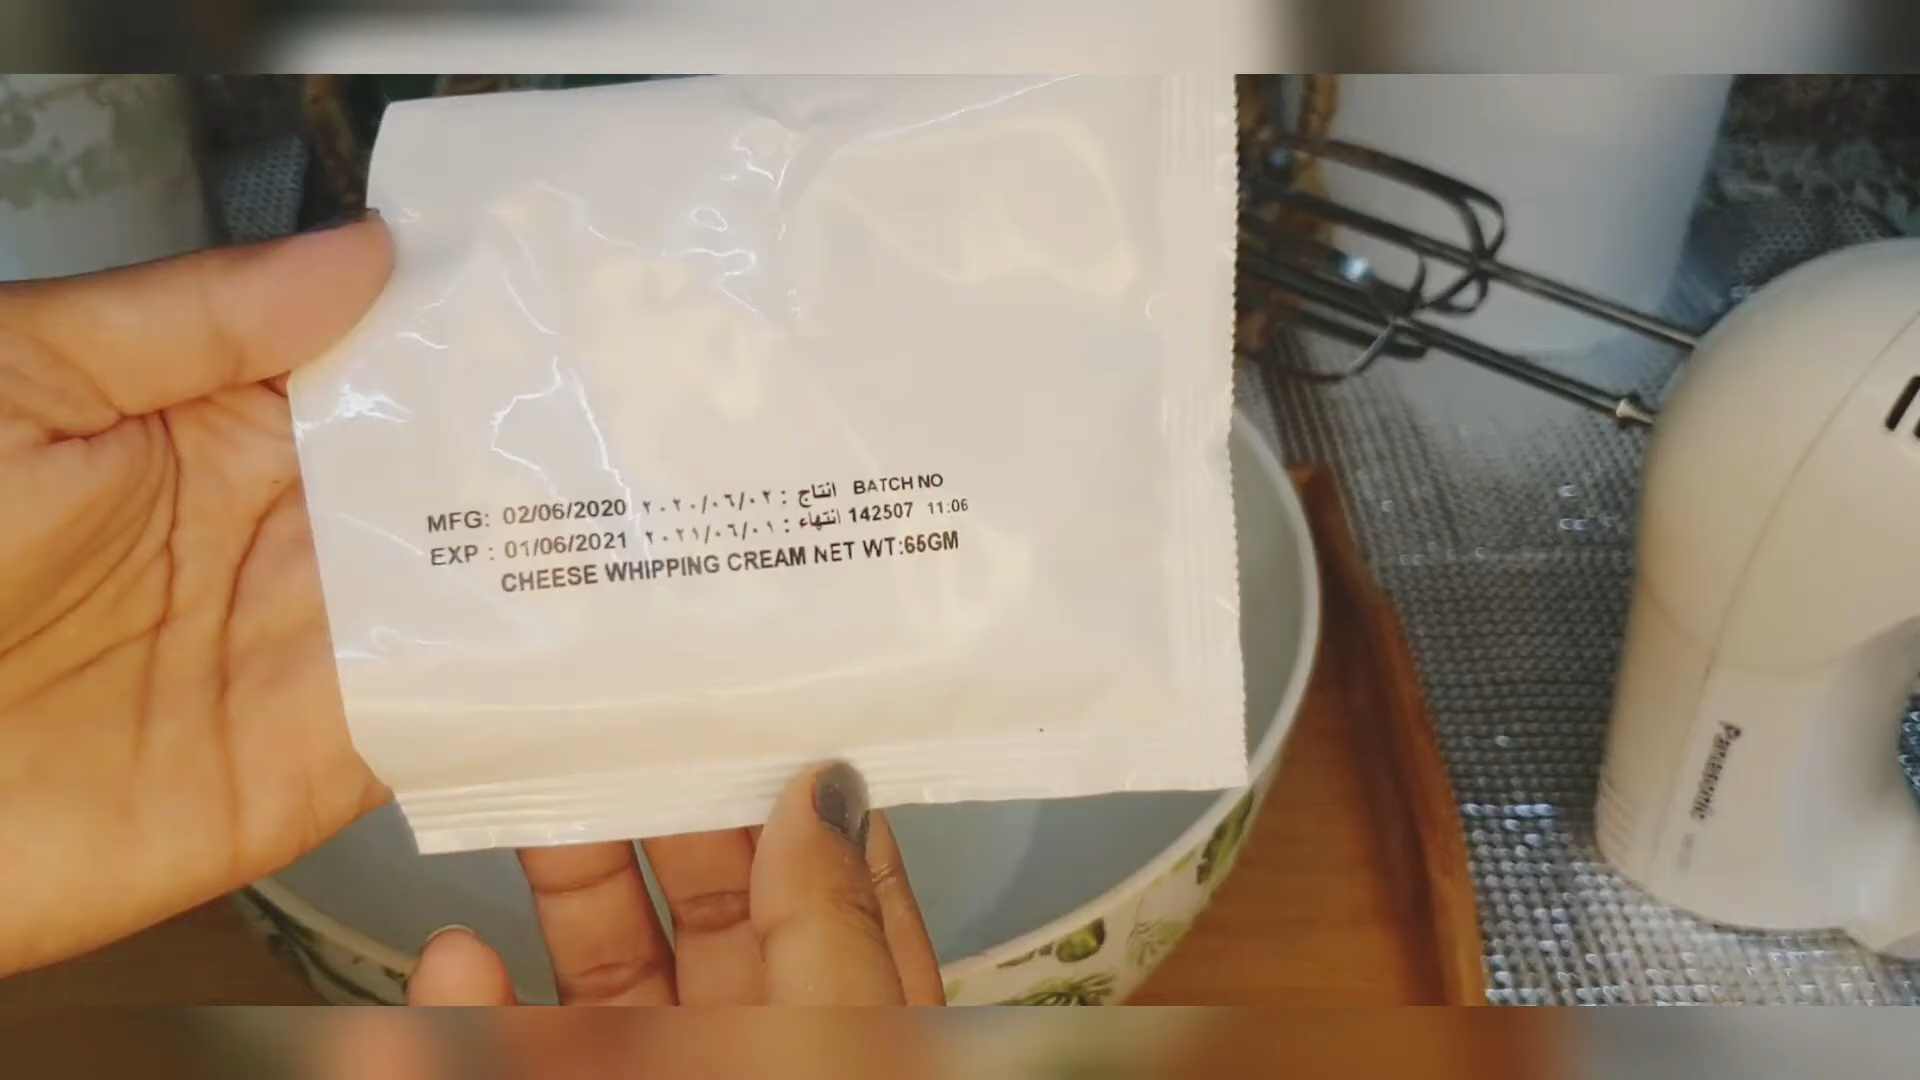 MFG: 02/06/2020 ٢٠٢٠/٠٦/٠٢ : انتاج BATCH NO
EXP : 01/06/2021 ٢٠٢١/٠٦/٠١ : انتهاء 142507 11:06
CHEESE WHIPPING CREAM NET WT:65GM
Panasonic